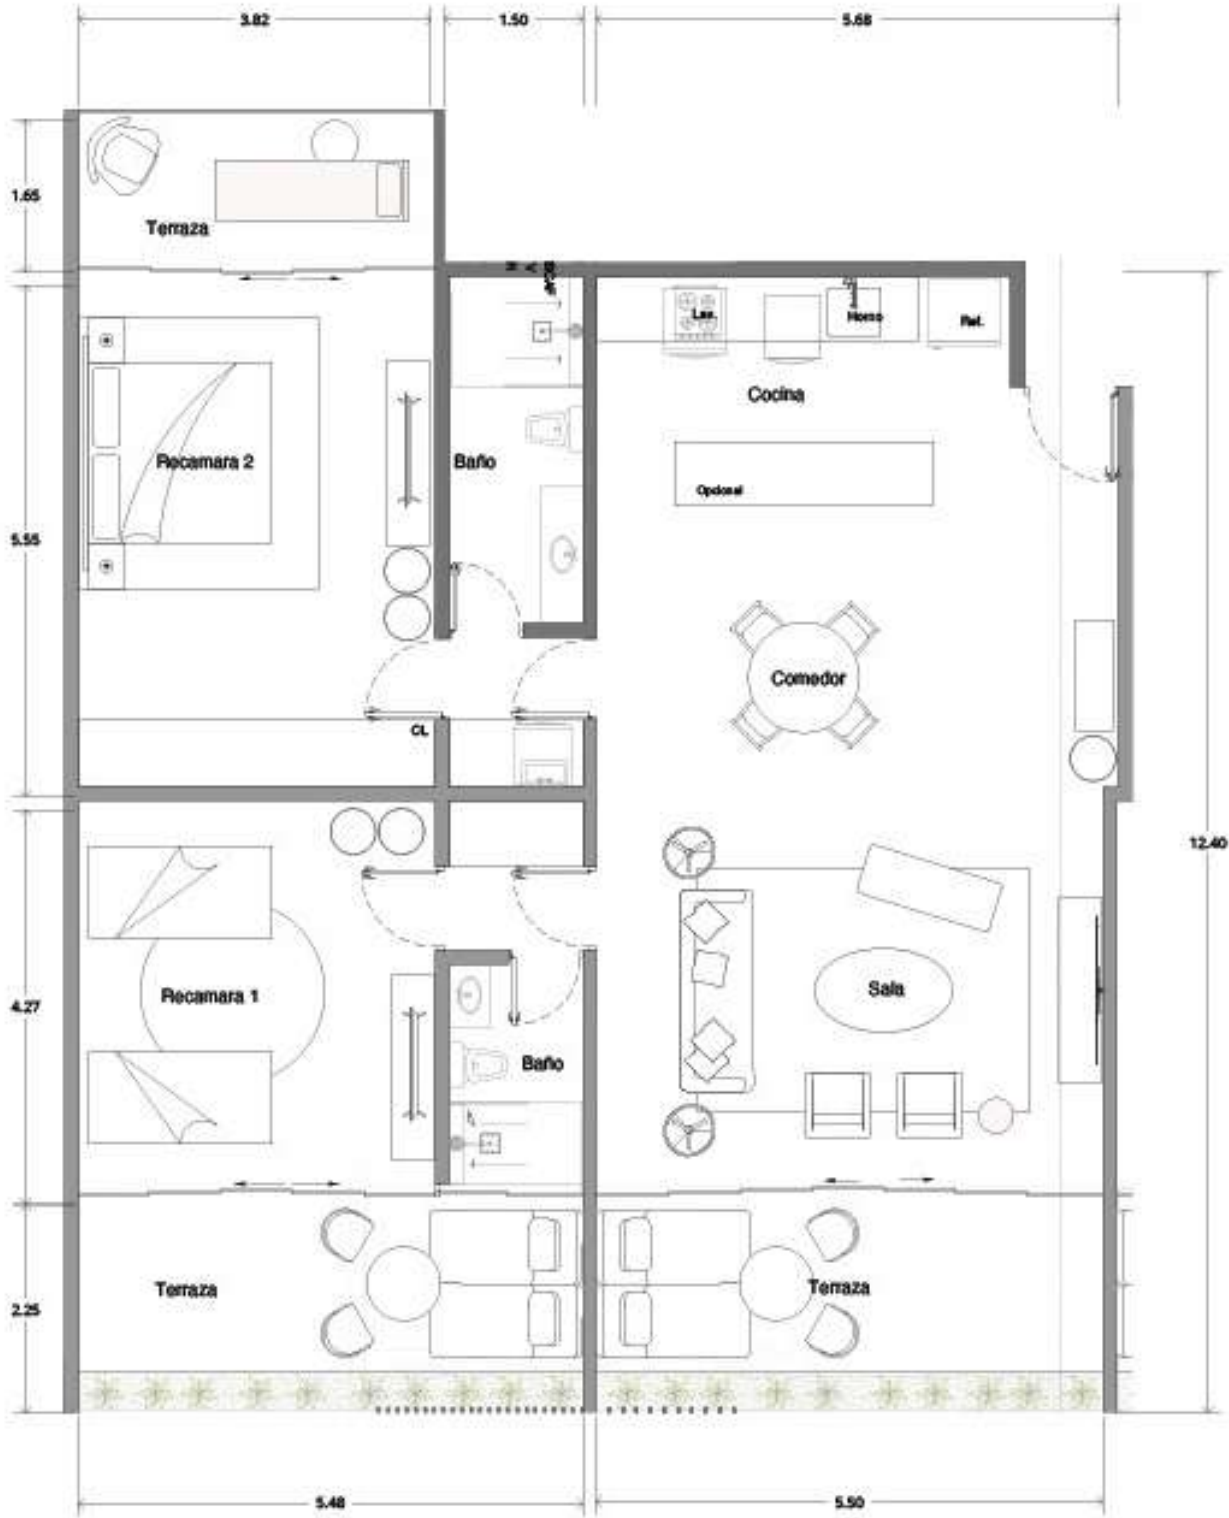 3.82
1.50
5.68
1.65
Terraza
Las.
Horno
Ref.
Cocina
Recamara 2
Baño
Opcional
5.55
Comedor
CL
12.40
Sala
Recamara 1
4.27
Baño
Terraza
Terraza
2.25
5.48
5.50